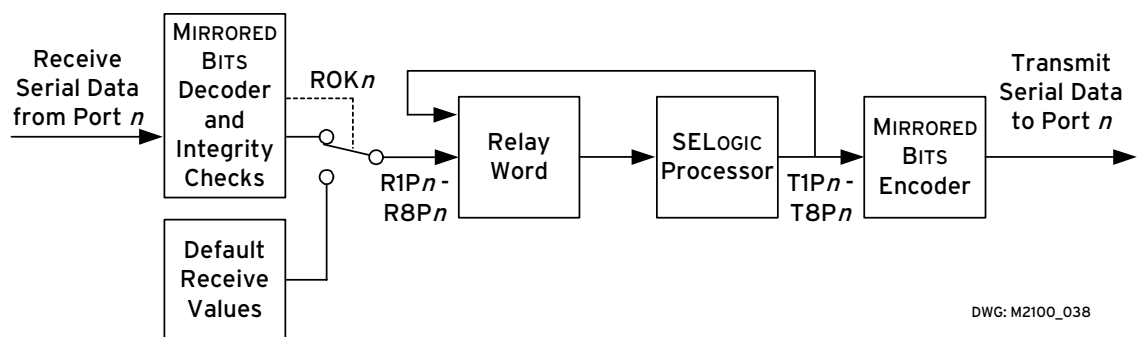 Receive
Serial Data
from Port n
MIRRORED
BITS
Decoder
and
Integrity
Checks
ROKn
R1Pn -
R8Pn
Default
Receive
Values
Relay
Word
SELOGIC
Processor
T1Pn -
T8Pn
MIRRORED
BITS
Encoder
Transmit
Serial Data
to Port n
DWG: M2100_038